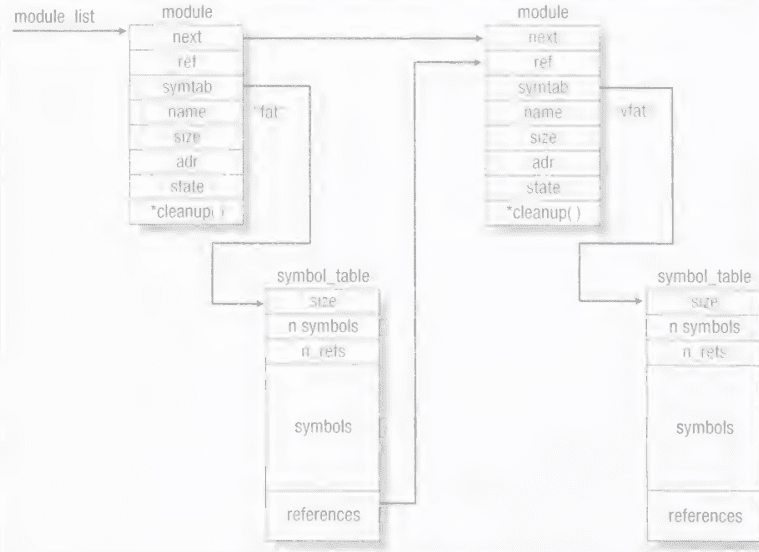 module_list
module
next
ref
symtab
name
"fat"
size
adr
state
*cleanup( )
module
next
ref
symtab
name
vfat
size
adr
state
*cleanup( )
symbol_table
size
n symbols
n_refs
symbols
references
symbol_table
size
n symbols
n_refs
symbols
references